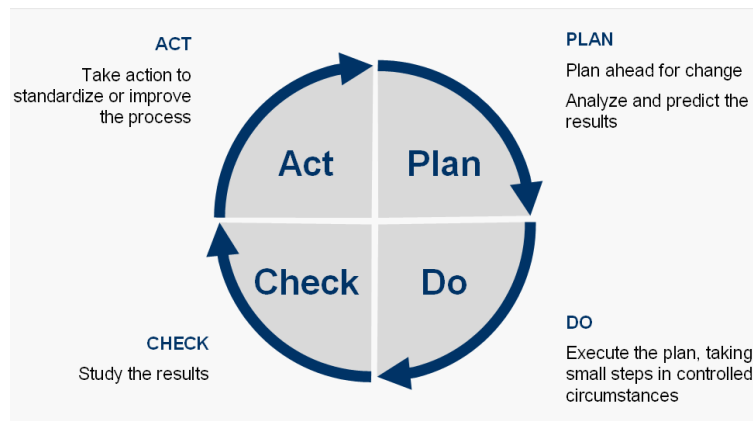 ACT
Take action to
standardize or improve
the process
PLAN
Plan ahead for change
Analyze and predict the
results
Act
Plan
Check
Do
CHECK
Study the results
DO
Execute the plan, taking
small steps in controlled
circumstances